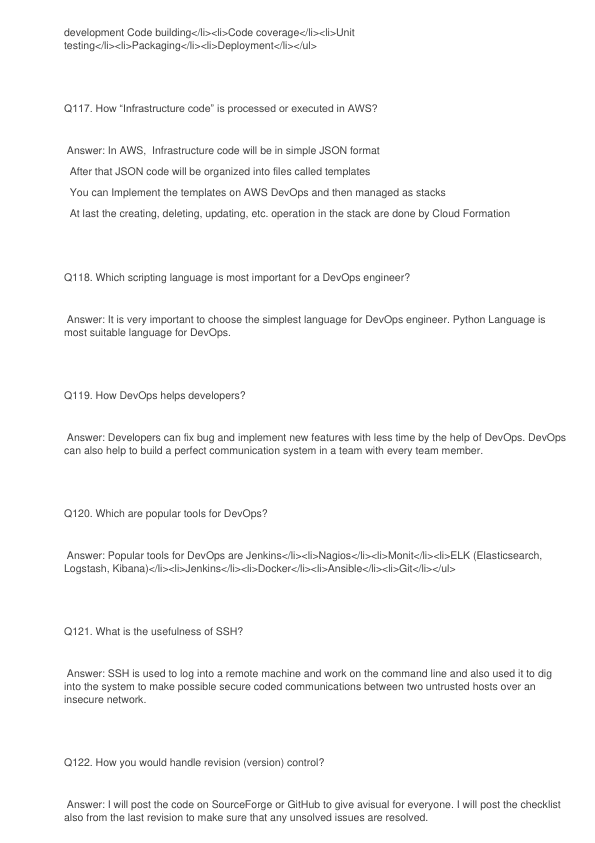 development Code building</li><li>Code coverage</li><li>Unit
testing</li><li>Packaging</li><li>Deployment</li></ul>
Q117. How “Infrastructure code” is processed or executed in AWS?
Answer: In AWS,  Infrastructure code will be in simple JSON format
After that JSON code will be organized into files called templates
You can Implement the templates on AWS DevOps and then managed as stacks
At last the creating, deleting, updating, etc. operation in the stack are done by Cloud Formation
Q118. Which scripting language is most important for a DevOps engineer?
Answer: It is very important to choose the simplest language for DevOps engineer. Python Language is
most suitable language for DevOps.
Q119. How DevOps helps developers?
Answer: Developers can fix bug and implement new features with less time by the help of DevOps. DevOps
can also help to build a perfect communication system in a team with every team member.
Q120. Which are popular tools for DevOps?
Answer: Popular tools for DevOps are Jenkins</li><li>Nagios</li><li>Monit</li><li>ELK (Elasticsearch,
Logstash, Kibana)</li><li>Jenkins</li><li>Docker</li><li>Ansible</li><li>Git</li></ul>
Q121. What is the usefulness of SSH?
Answer: SSH is used to log into a remote machine and work on the command line and also used it to dig
into the system to make possible secure coded communications between two untrusted hosts over an
insecure network.
Q122. How you would handle revision (version) control?
Answer: I will post the code on SourceForge or GitHub to give avisual for everyone. I will post the checklist
also from the last revision to make sure that any unsolved issues are resolved.